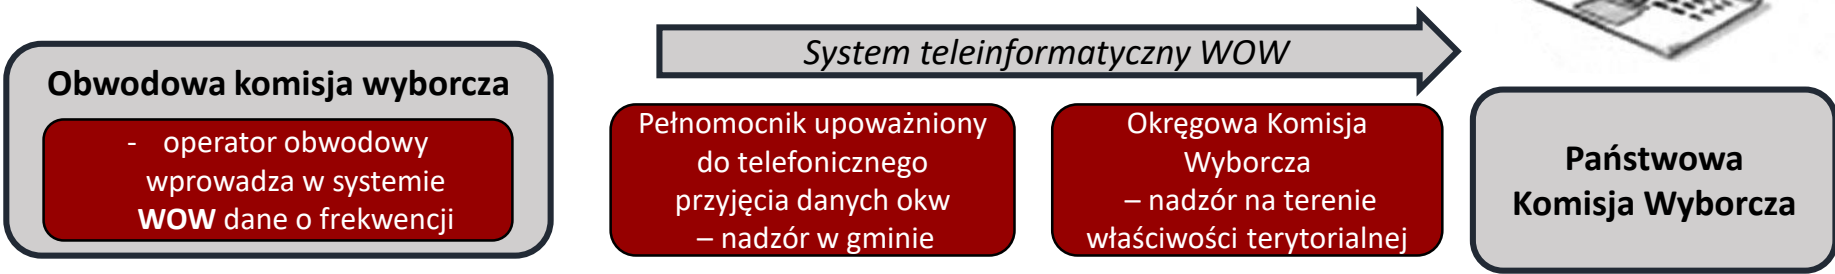 Obwodowa komisja wyborcza
- operator obwodowy
wprowadza w systemie
WOW dane o frekwencji
System teleinformatyczny WOW
Pełnomocnik upoważniony
do telefonicznego
przyjęcia danych okw
– nadzór w gminie
Okręgowa Komisja
Wyborcza
– nadzór na terenie
właściwości terytorialnej
Państwowa
Komisja Wyborcza